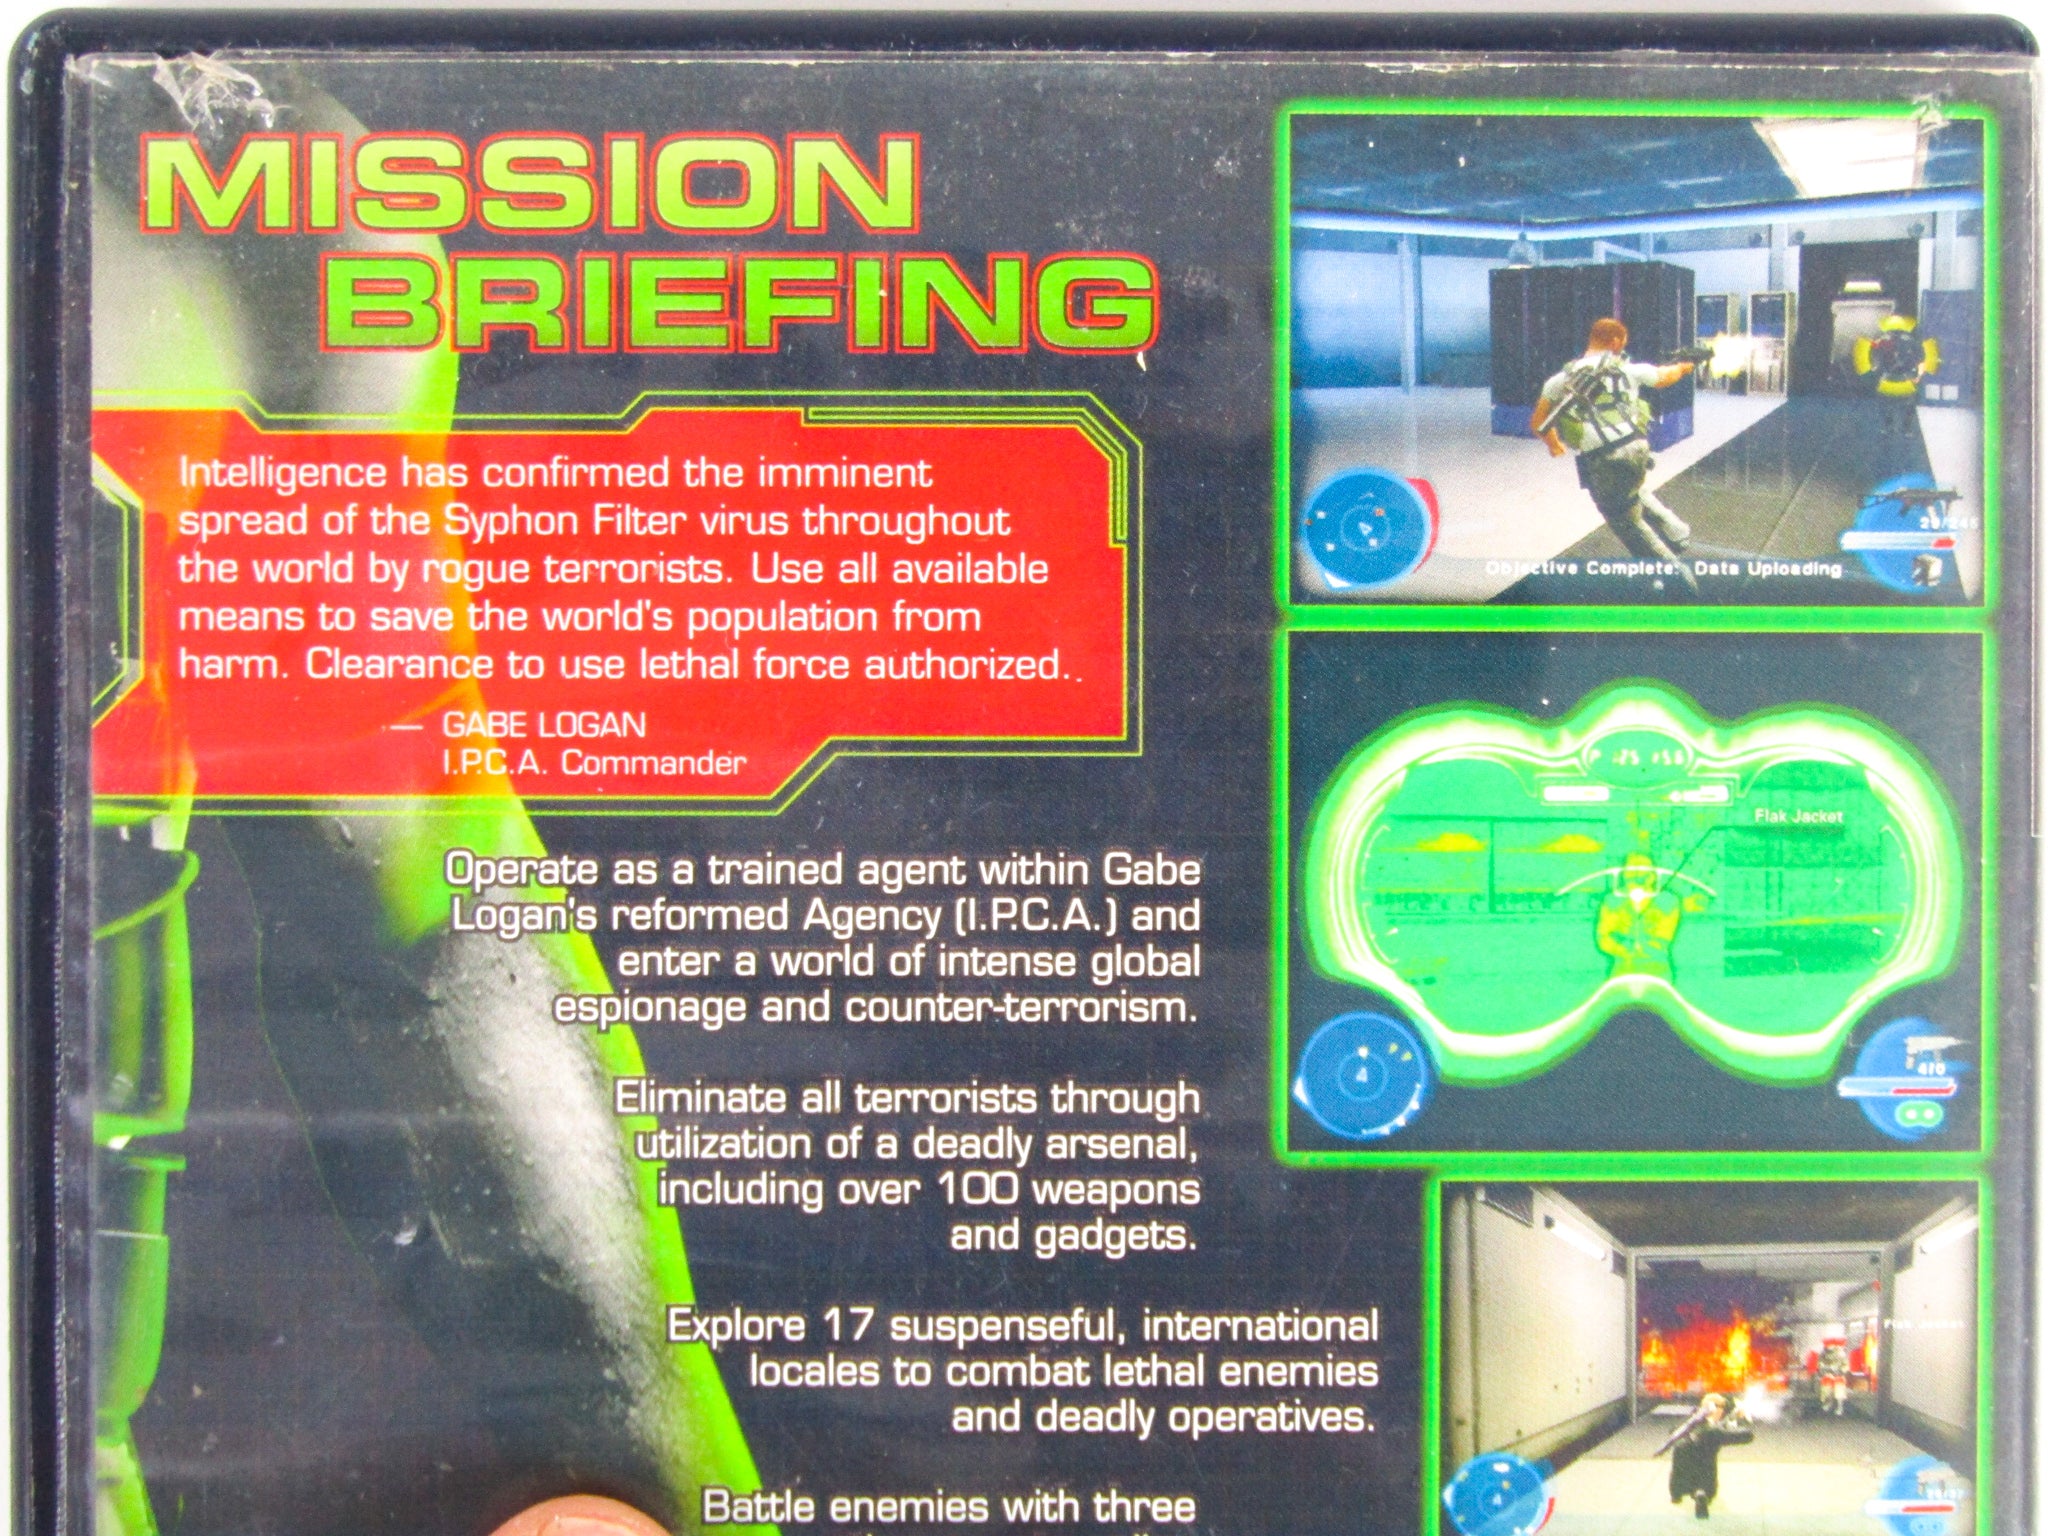 MISSION
BRIEFING
Intelligence has confirmed the imminent
spread of the Syphon Filter virus throughout
the world by rogue terrorists. Use all available
means to save the world's population from
harm. Clearance to use lethal force authorized..
— GABE LOGAN
I.P.C.A. Commander
Operate as a trained agent within Gabe
Logan's reformed Agency (I.P.C.A.) and
enter a world of intense global
espionage and counter-terrorism.
Eliminate all terrorists through
utilization of a deadly arsenal,
including over 100 weapons
and gadgets.
Explore 17 suspenseful, international
locales to combat lethal enemies
and deadly operatives.
Battle enemies with three
Objective Complete: Data Uploading
Flak Jacket
4/0
Flak Jacket